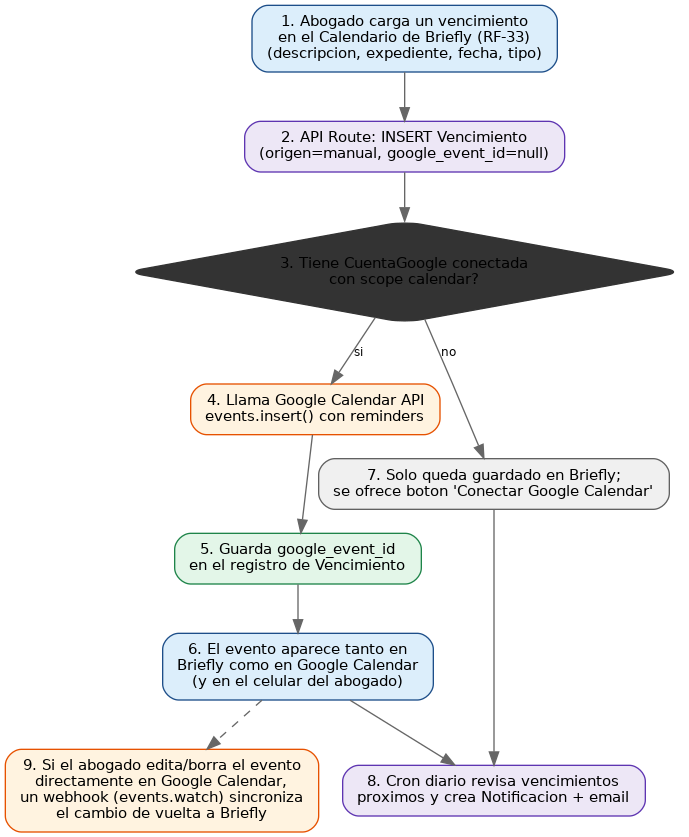 1. Abogado carga un vencimiento
en el Calendario de Briefly (RF-33)
(descripcion, expediente, fecha, tipo)
2. API Route: INSERT Vencimiento
(origen=manual, google_event_id=null)
3. Tiene CuentaGoogle conectada
con scope calendar?
si
no
4. Llama Google Calendar API
events.insert() con reminders
7. Solo queda guardado en Briefly;
se ofrece boton 'Conectar Google Calendar'
5. Guarda google_event_id
en el registro de Vencimiento
6. El evento aparece tanto en
Briefly como en Google Calendar
(y en el celular del abogado)
9. Si el abogado edita/borra el evento
directamente en Google Calendar,
un webhook (events.watch) sincroniza
el cambio de vuelta a Briefly
8. Cron diario revisa vencimientos
proximos y crea Notificacion + email